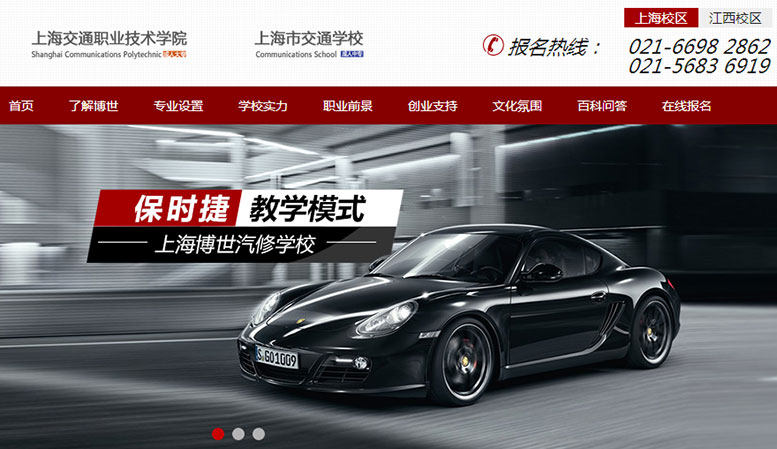 上海校区 江西校区
上海交通职业技术学院 上海市交通学校
Shanghai Communications Polytechnic 成人大专 Communications School 成人中专
报名热线： 021-6698 2862
021-5683 6919
首页 了解博世 专业设置 学校实力 职业前景 创业支持 文化氛围 百科问答 在线报名
保时捷 教学模式
上海博世汽修学校
S GO1009